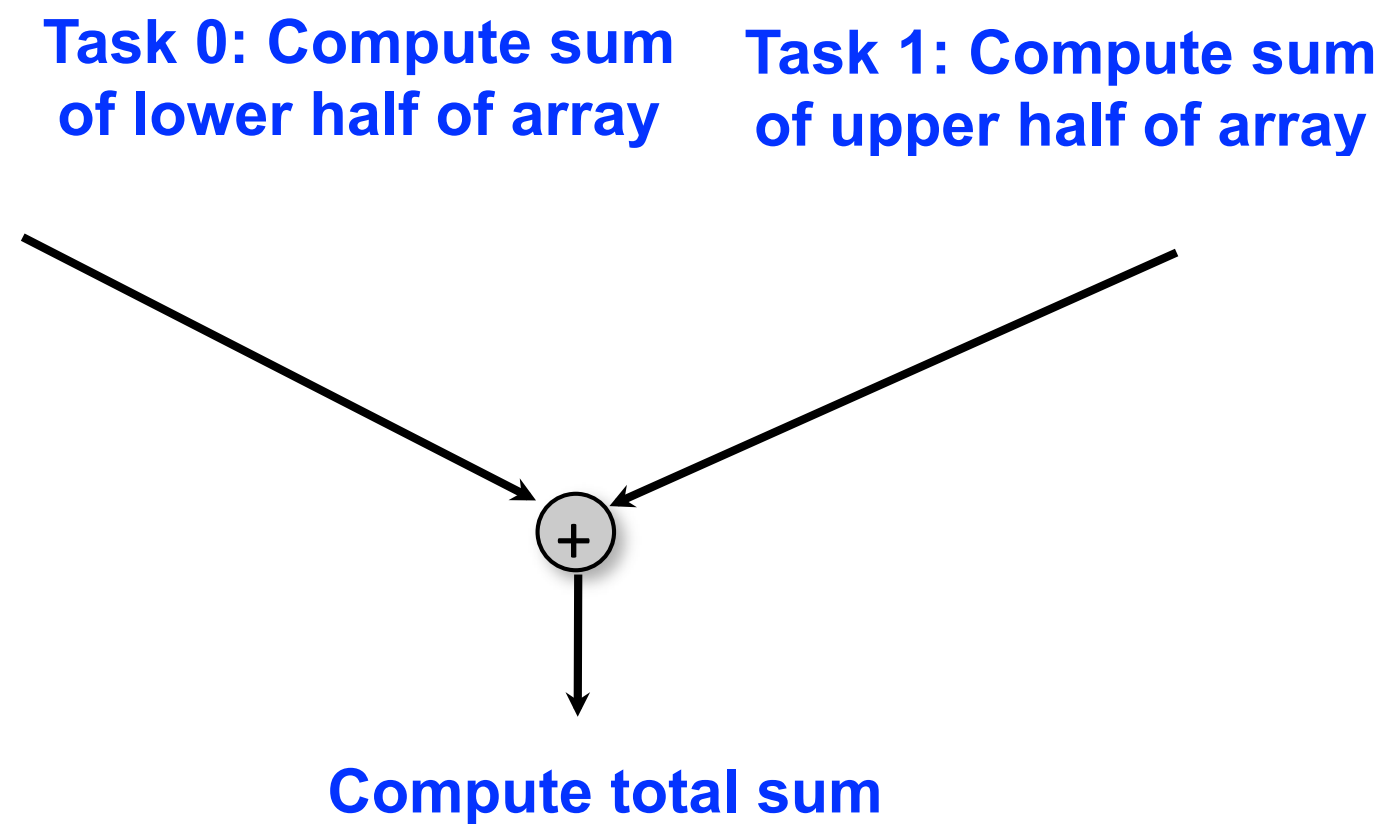 Task 0: Compute sum
of lower half of array
Task 1: Compute sum
of upper half of array
+
Compute total sum